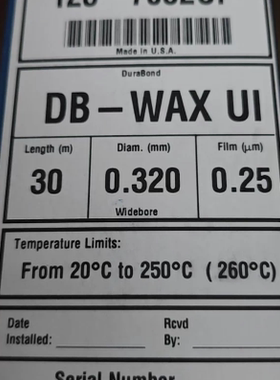 Made in U.S.A.
DuraBond
DB – WAX UI
Length (m) Diam. (mm) Film (μm)
30 0.320 0.25
Widebore
Temperature Limits:
From 20°C to 250°C ( 260°C)
Date Rcvd
Installed: By:
Serial Number